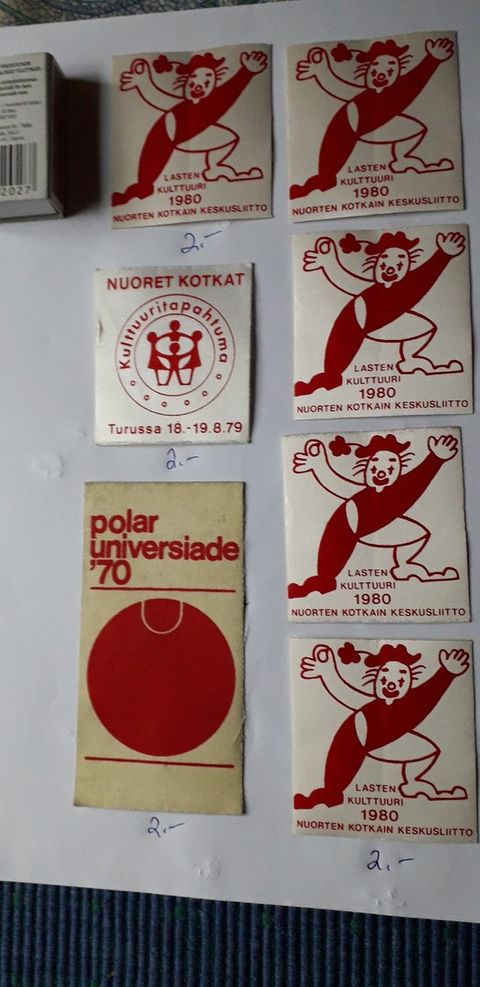 2027
LASTEN
KULTTUURI
1980
NUORTEN KOTKAIN KESKUSLIITTO
2,-
LASTEN
KULTTUURI
1980
NUORTEN KOTKAIN KESKUSLIITTO
NUORET KOTKAT
Kulttuuritapahtuma
Turussa 18.-19.8.79
2,-
LASTEN
KULTTUURI
1980
NUORTEN KOTKAIN KESKUSLIITTO
polar
universiade
'70
2,-
LASTEN
KULTTUURI
1980
NUORTEN KOTKAIN KESKUSLIITTO
LASTEN
KULTTUURI
1980
NUORTEN KOTKAIN KESKUSLIITTO
2,-